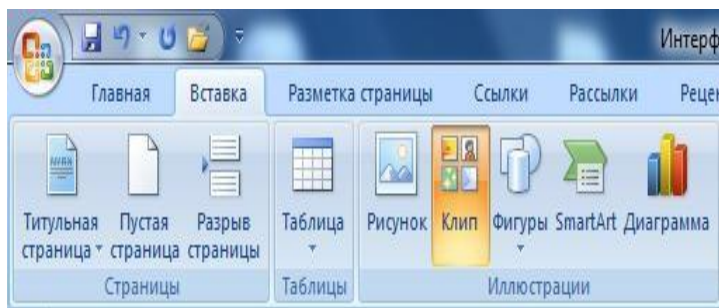 Интерф
Главная Вставка Разметка страницы Ссылки Рассылки Рецен
Титульная страница Пустая страница Разрыв страницы Таблица Рисунок Клип Фигуры SmartArt Диаграмма
Страницы Таблицы Иллюстрации